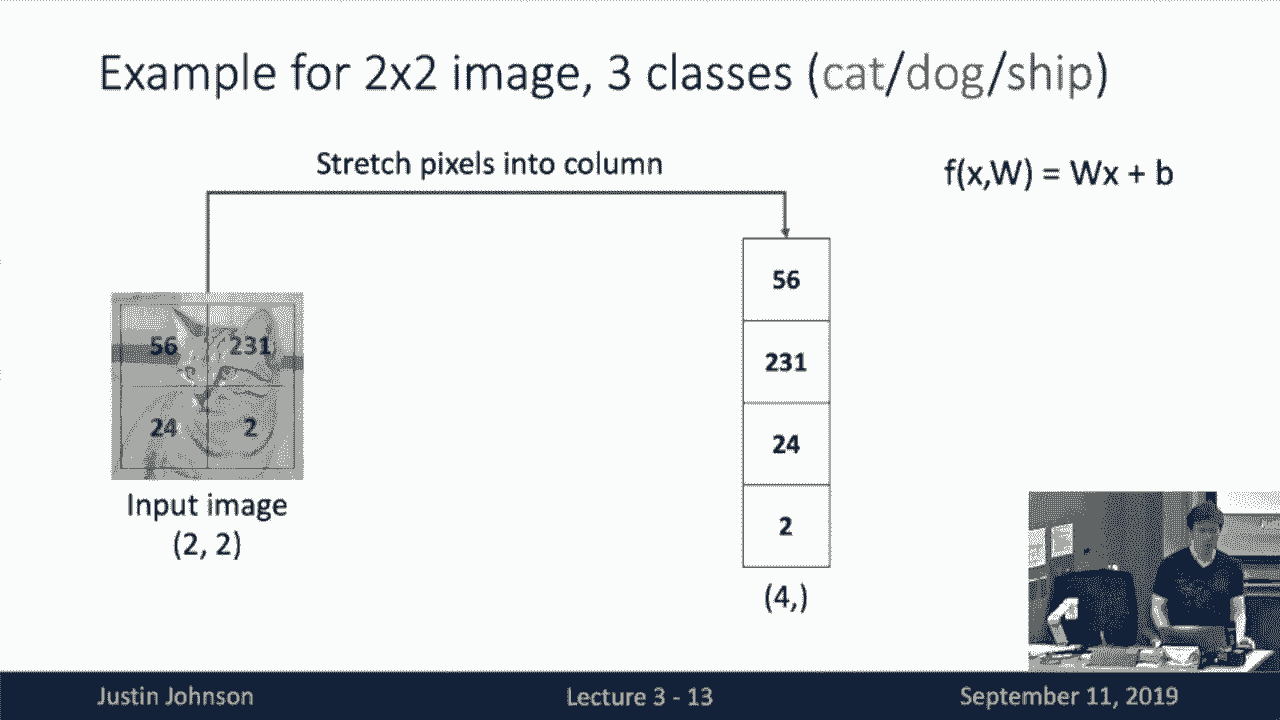 Example for 2x2 image, 3 classes (cat/dog/ship)
Stretch pixels into column
f(x,W) = Wx + b
56 231
24 2
Input image
(2, 2)
56
231
24
2
(4,)
Justin Johnson
Lecture 3 - 13
September 11, 2019